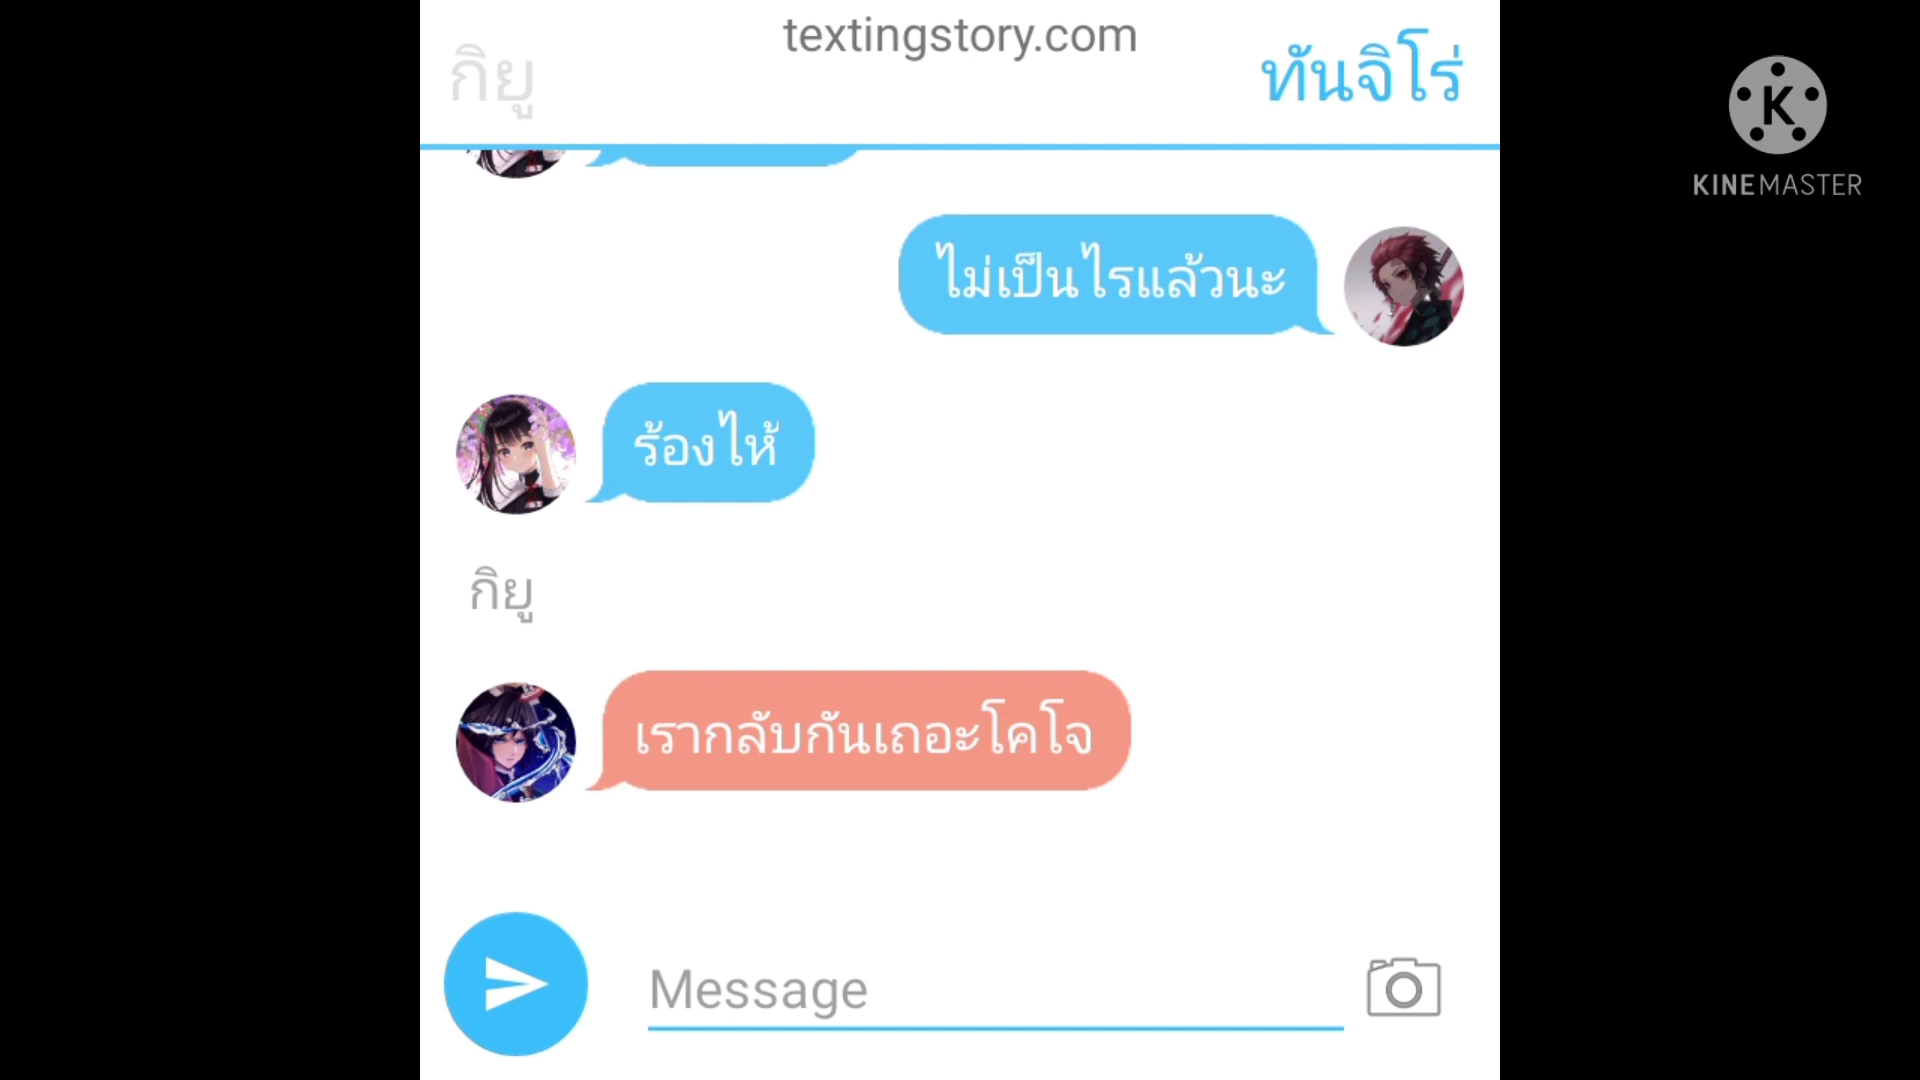 textingstory.com
กิยู
ทันจิโร่
KINEMASTER
ไม่เป็นไรแล้วนะ
ร้องไห้
กิยู
เรากลับกันเถอะโคโจ
Message